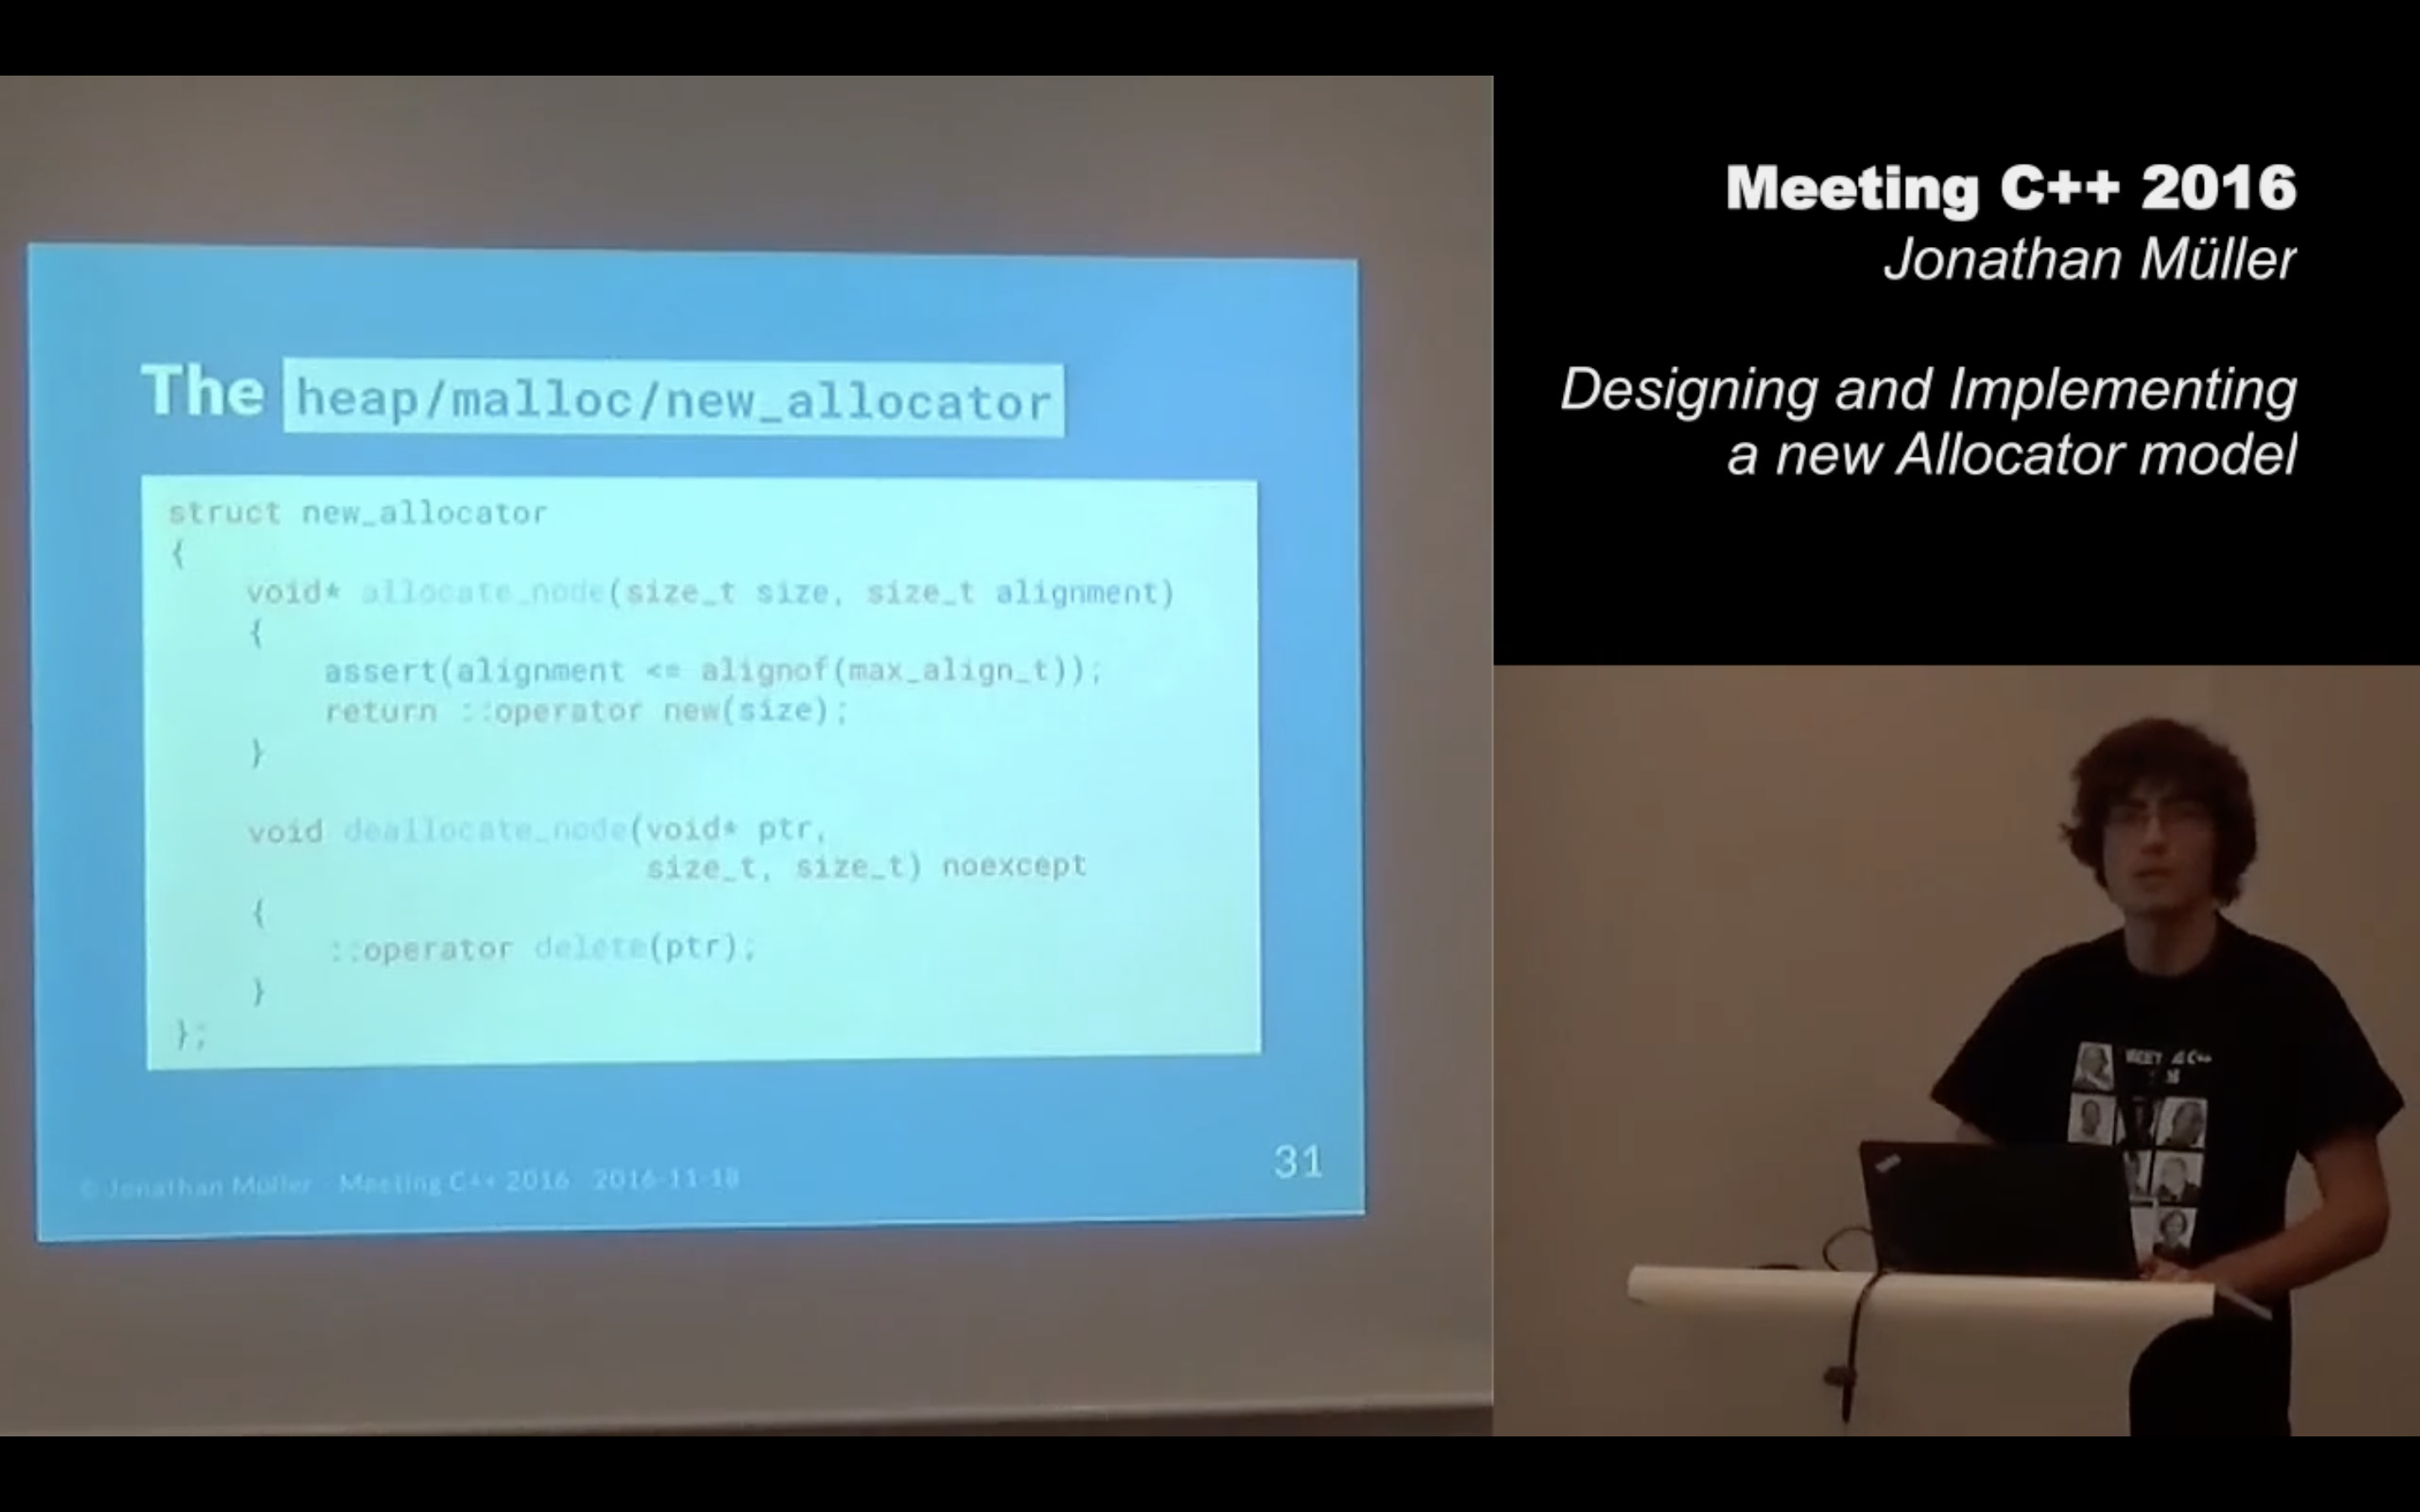 The heap/malloc/new_allocator
struct new_allocator
{
void* allocate_node(size_t size, size_t alignment)
{
assert(alignment <= alignof(max_align_t));
return ::operator new(size);
}
void deallocate_node(void* ptr,
size_t, size_t) noexcept
{
::operator delete(ptr);
}
};
© Jonathan Müller - Meeting C++ 2016 2016-11-18
31
Meeting C++ 2016
Jonathan Müller
Designing and Implementing
a new Allocator model